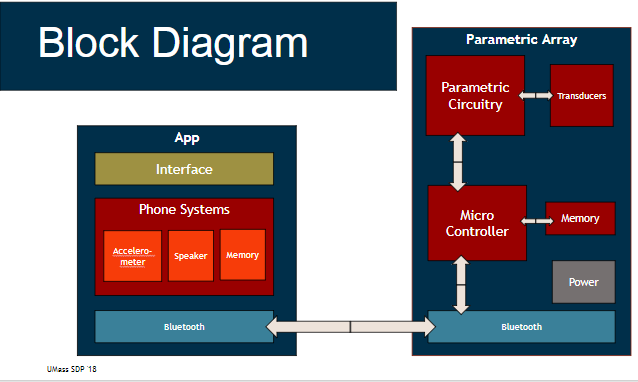 Block Diagram
App
Interface
Phone Systems
Accelero-
meter
Speaker
Memory
Bluetooth
UMass SDP '18
Parametric Array
Parametric
Circuitry
Transducers
Micro
Controller
Memory
Power
Bluetooth